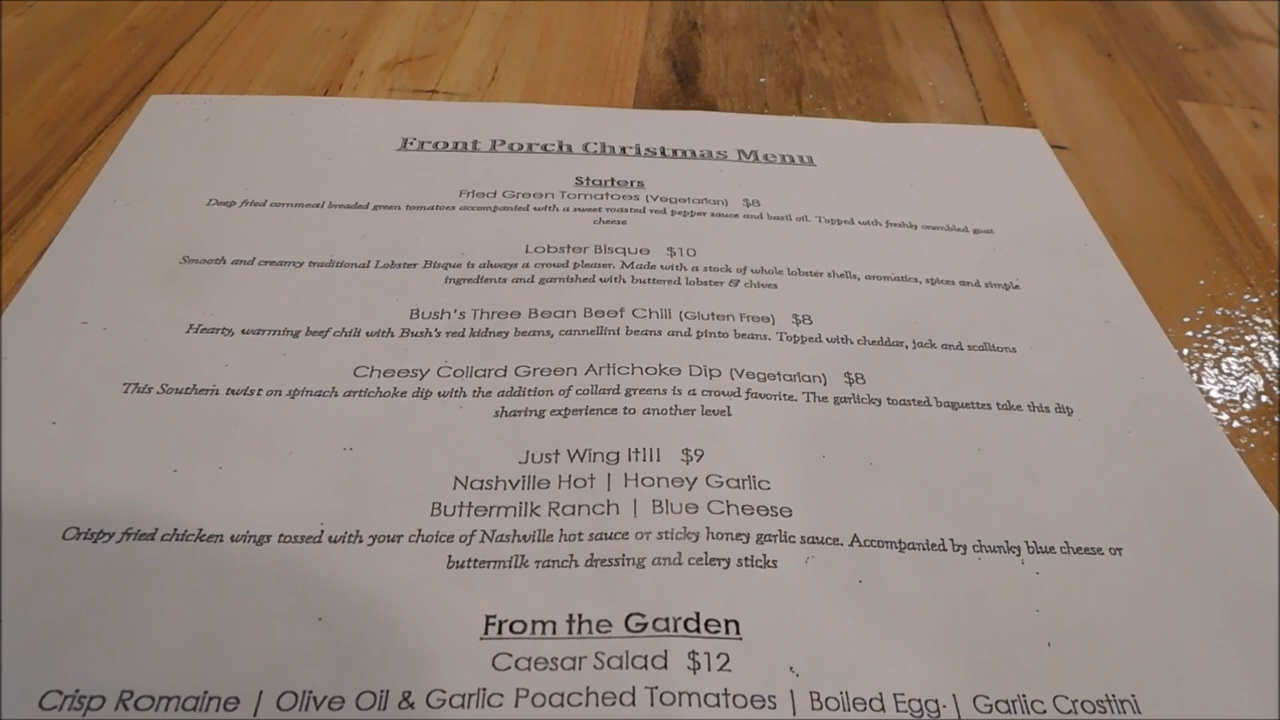 Front Porch Christmas Menu
Starters
Fried Green Tomatoes (Vegetarian) $8
Deep fried cornmeal breaded green tomatoes accompanied with a sweet roasted red pepper sauce and basil oil. Topped with freshly crumbled goat
cheese
Lobster Bisque $10
Smooth and creamy traditional Lobster Bisque is always a crowd pleaser. Made with a stock of whole lobster shells, aromatics, spices and simple
ingredients and garnished with buttered lobster & chives
Bush's Three Bean Beef Chili (Gluten Free) $8
Hearty, warming beef chili with Bush's red kidney beans, cannellini beans and pinto beans. Topped with cheddar, jack and scallions
Cheesy Collard Green Artichoke Dip (Vegetarian) $8
This Southern twist on spinach artichoke dip with the addition of collard greens is a crowd favorite. The garlicky toasted baguettes take this dip
sharing experience to another level
Just Wing It!!! $9
Nashville Hot | Honey Garlic
Buttermilk Ranch | Blue Cheese
Crispy fried chicken wings tossed with your choice of Nashville hot sauce or sticky honey garlic sauce. Accompanied by chunky blue cheese or
buttermilk ranch dressing and celery sticks
From the Garden
Caesar Salad $12
Crisp Romaine | Olive Oil & Garlic Poached Tomatoes | Boiled Egg | Garlic Crostini